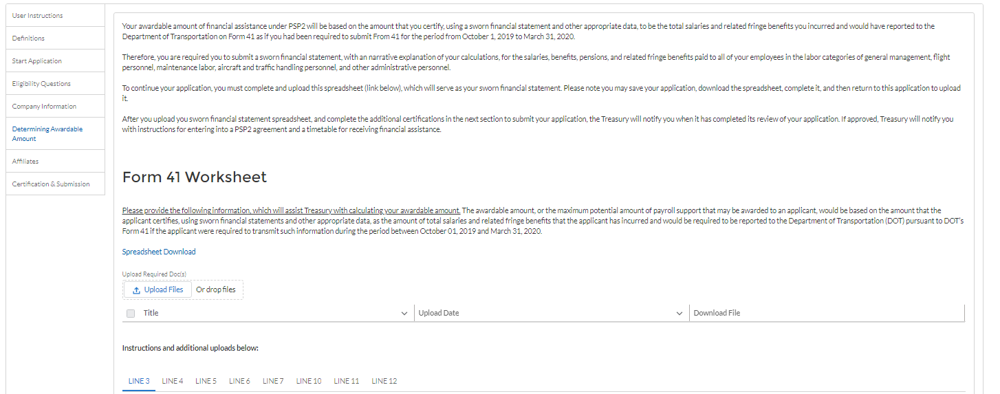 User Instructions
Definitions
Start Application
Eligibility Questions
Company Information
Determining Awardable
Amount
Affiliates
Certification & Submission
Your awardable amount of financial assistance under PSP2 will be based on the amount that you certify, using a sworn financial statement and other appropriate data, to be the total salaries and related fringe benefits you incurred and would have reported to the
Department of Transportation on Form 41 as if you had been required to submit From 41 for the period from October 1, 2019 to March 31, 2020.
Therefore, you are required you to submit a sworn financial statement, with an narrative explanation of your calculations, for the salaries, benefits, pensions, and related fringe benefits paid to all of your employees in the labor categories of general management, flight
personnel, maintenance labor, aircraft and traffic handling personnel, and other administrative personnel.
To continue your application, you must complete and upload this spreadsheet (link below), which will serve as your sworn financial statement. Please note you may save your application, download the spreadsheet, complete it, and then return to this application to upload
it.
After you upload you sworn financial statement spreadsheet, and complete the additional certifications in the next section to submit your application, the Treasury will notify you when it has completed its review of your application. If approved, Treasury will notify you
with instructions for entering into a PSP2 agreement and a timetable for receiving financial assistance.
Form 41 Worksheet
Please provide the following information, which will assist Treasury with calculating your awardable amount. The awardable amount, or the maximum potential amount of payroll support that may be awarded to an applicant, would be based on the amount that the
applicant certifies, using sworn financial statements and other appropriate data, as the amount of total salaries and related fringe benefits that the applicant has incurred and would be required to be reported to the Department of Transportation (DOT) pursuant to DOT's
Form 41 if the applicant were required to transmit such information during the period between October 01, 2019 and March 31, 2020.
Spreadsheet Download
Upload Required Doc(s)
Upload Files Or drop files
Title Upload Date Download File
Instructions and additional uploads below:
LINE 3 LINE 4 LINE 5 LINE 6 LINE 7 LINE 10 LINE 11 LINE 12